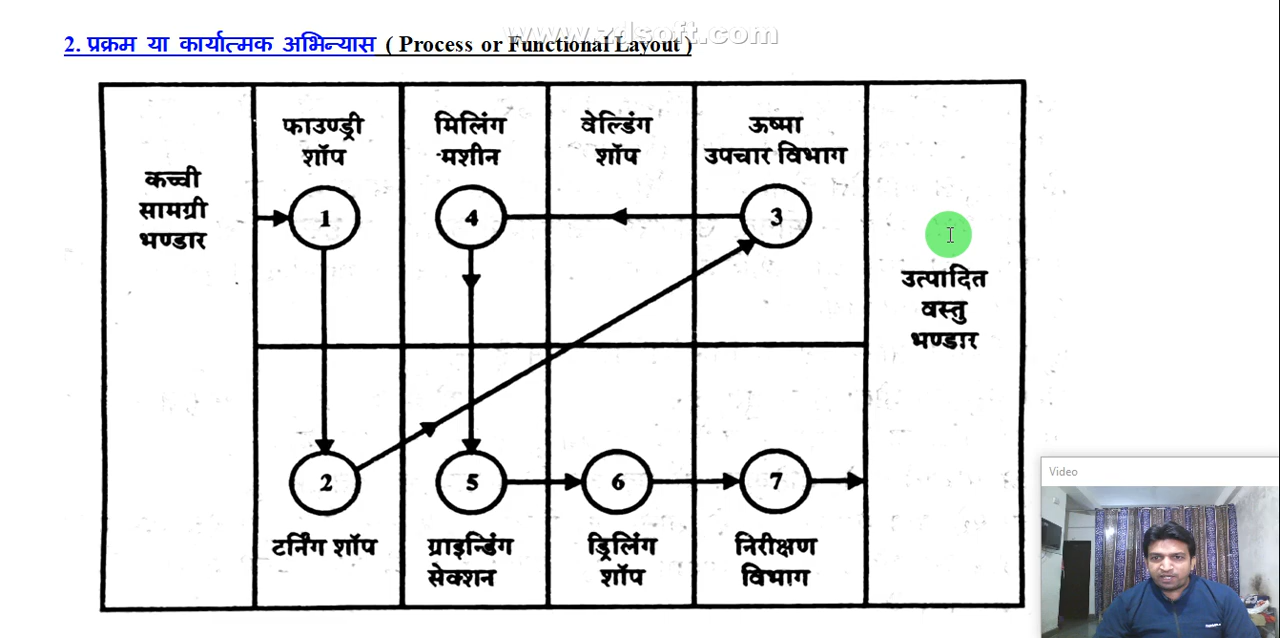 www.zdsoft.com
2. प्रक्रम या कार्यात्मक अभिन्यास ( Process or Functional Layout )
कच्ची
सामग्री
भण्डार
फाउण्ड्री
शॉप
1
मिलिंग
मशीन
4
वेल्डिंग
शॉप
ऊष्मा
उपचार विभाग
3
उत्पादित
वस्तु
भण्डार
2
टर्निंग शॉप
5
ग्राइन्डिंग
सेक्शन
6
ड्रिलिंग
शॉप
7
निरीक्षण
विभाग
Video